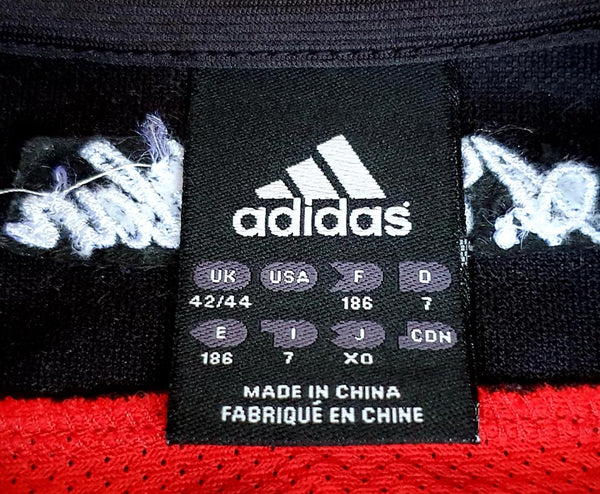 adidas
UK USA F D
42/44 186 7
E I J CDN
186 7 XO
MADE IN CHINA
FABRIQUÉ EN CHINE